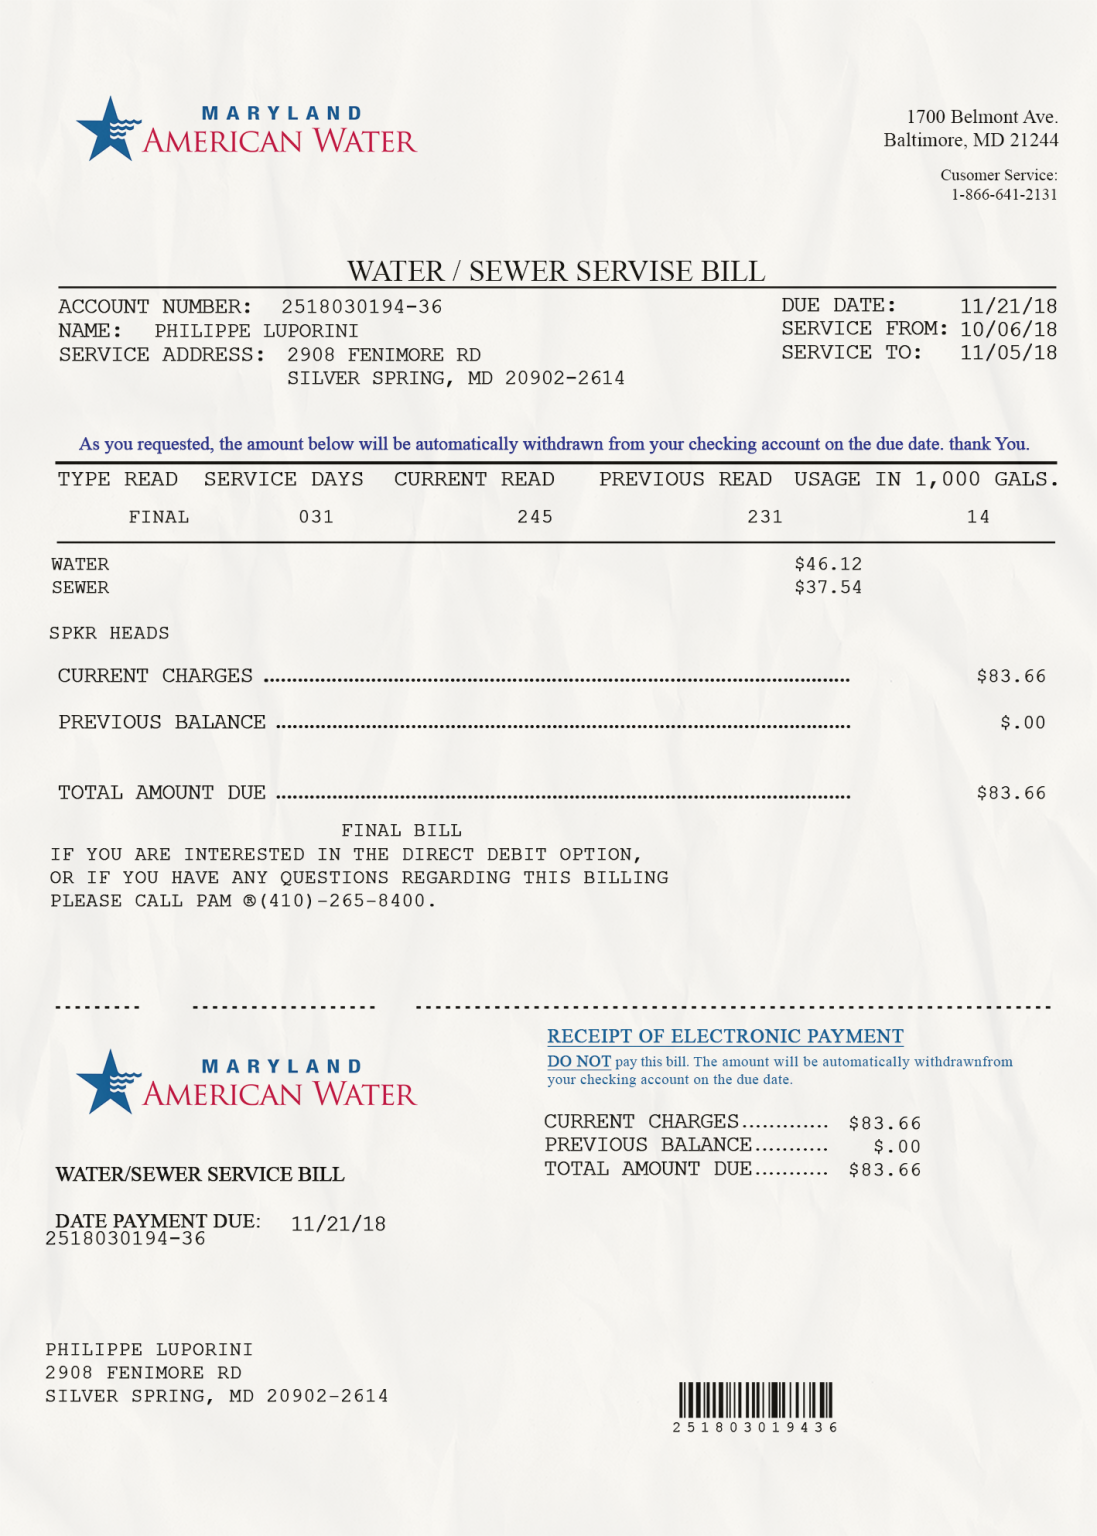 MARYLAND
AMERICAN WATER
1700 Belmont Ave.
Baltimore, MD 21244
Cusomer Service:
1-866-641-2131
WATER / SEWER SERVISE BILL
ACCOUNT NUMBER: 2518030194-36
DUE DATE: 11/21/18
NAME: PHILIPPE LUPORINI
SERVICE FROM: 10/06/18
SERVICE ADDRESS: 2908 FENIMORE RD
SERVICE TO: 11/05/18
SILVER SPRING, MD 20902-2614
As you requested, the amount below will be automatically withdrawn from your checking account on the due date. thank You.
TYPE READ SERVICE DAYS CURRENT READ PREVIOUS READ USAGE IN 1,000 GALS.
FINAL 031 245 231 14
WATER $46.12
SEWER $37.54
SPKR HEADS
CURRENT CHARGES ........ $83.66
PREVIOUS BALANCE ........ $.00
TOTAL AMOUNT DUE ........ $83.66
FINAL BILL
IF YOU ARE INTERESTED IN THE DIRECT DEBIT OPTION,
OR IF YOU HAVE ANY QUESTIONS REGARDING THIS BILLING
PLEASE CALL PAM ®(410)-265-8400.
MARYLAND
AMERICAN WATER
RECEIPT OF ELECTRONIC PAYMENT
DO NOT pay this bill. The amount will be automatically withdrawnfrom
your checking account on the due date.
CURRENT CHARGES............ $83.66
PREVIOUS BALANCE........... $.00
TOTAL AMOUNT DUE........... $83.66
WATER/SEWER SERVICE BILL
DATE PAYMENT DUE: 11/21/18
2518030194-36
PHILIPPE LUPORINI
2908 FENIMORE RD
SILVER SPRING, MD 20902-2614
251803019436